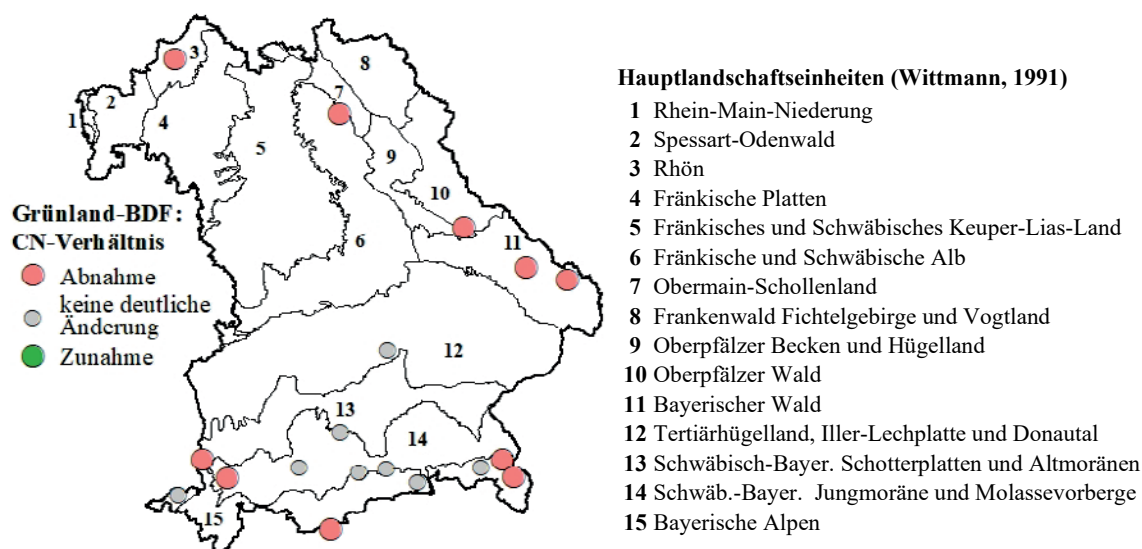 3
8
2
7
1
4
5
9
10
6
11
12
13
14
15
Grünland-BDF:
CN-Verhältnis
Abnahme
keine deutliche
Änderung
Zunahme
Hauptlandschaftseinheiten (Wittmann, 1991)
1 Rhein-Main-Niederung
2 Spessart-Odenwald
3 Rhön
4 Fränkische Platten
5 Fränkisches und Schwäbisches Keuper-Lias-Land
6 Fränkische und Schwäbische Alb
7 Obermain-Schollenland
8 Frankenwald Fichtelgebirge und Vogtland
9 Oberpfälzer Becken und Hügelland
10 Oberpfälzer Wald
11 Bayerischer Wald
12 Tertiärhügelland, Iller-Lechplatte und Donautal
13 Schwäbisch-Bayer. Schotterplatten und Altmoränen
14 Schwäb.-Bayer. Jungmoräne und Molassevorberge
15 Bayerische Alpen